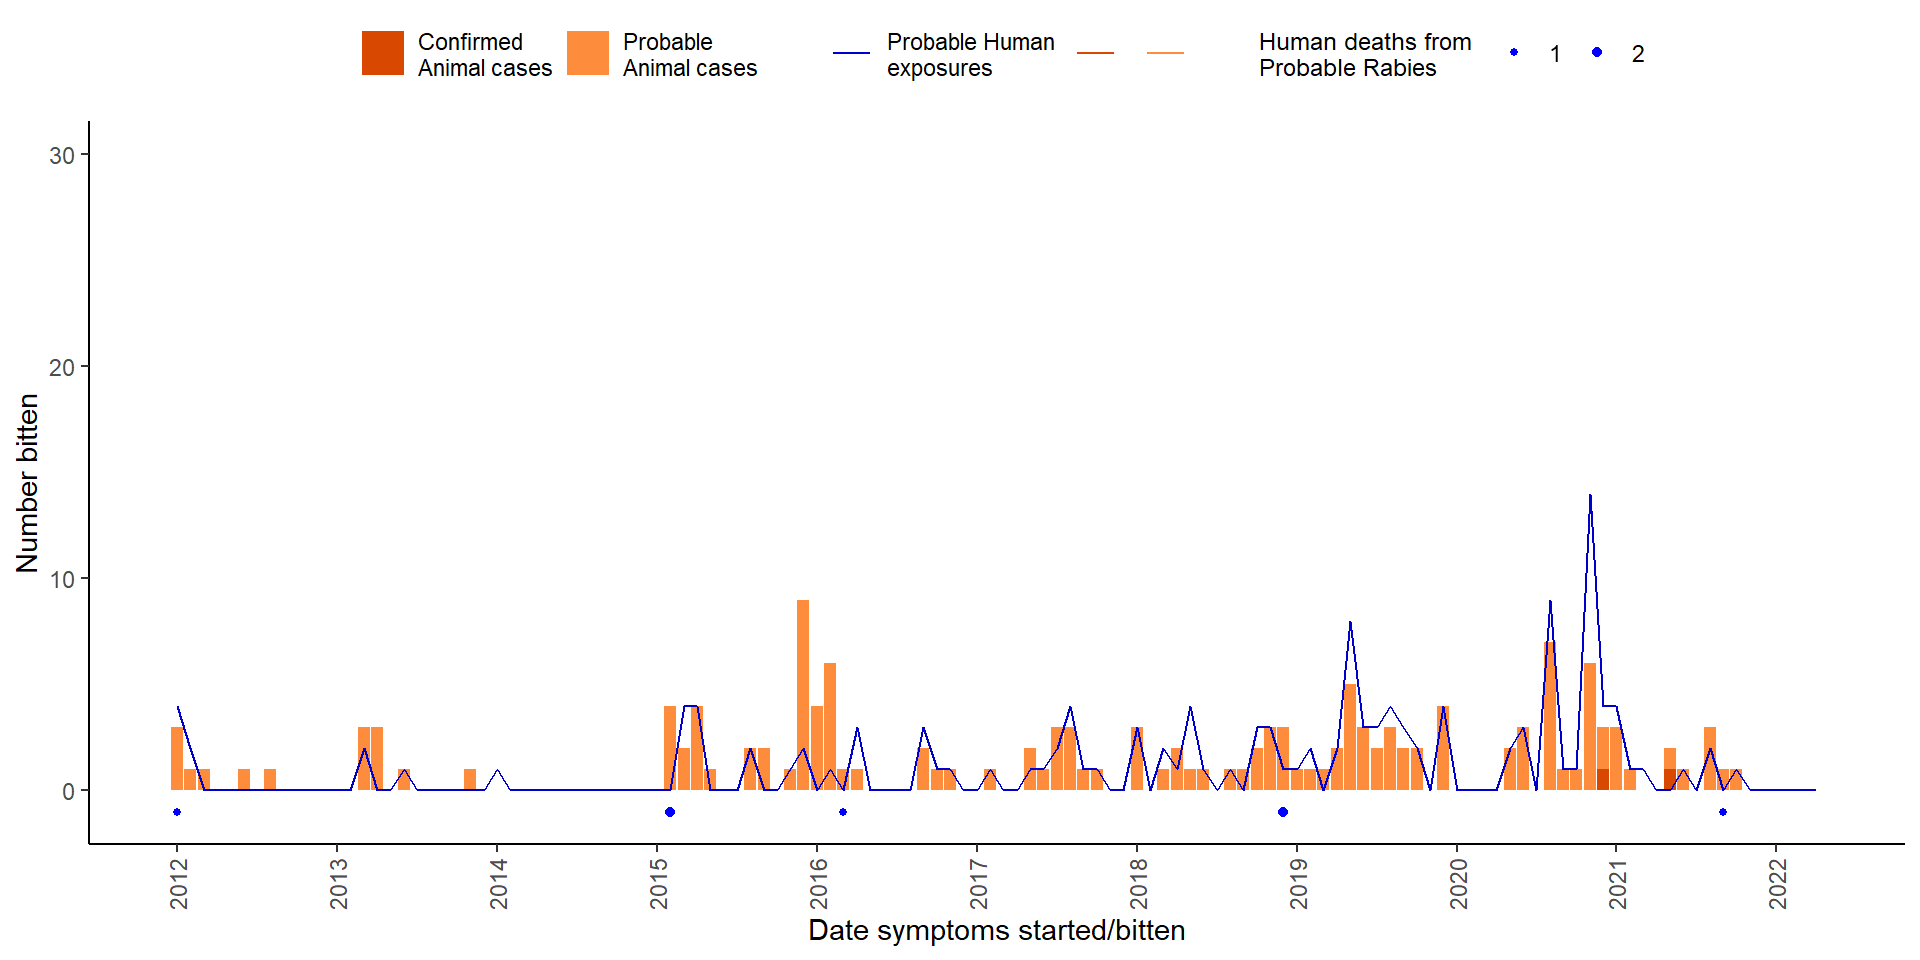 Confirmed
Animal cases
Probable
Animal cases
Probable Human
exposures
Human deaths from
Probable Rabies
1
2
Number bitten
30
20
10
0
2012
2013
2014
2015
2016
2017
2018
2019
2020
2021
2022
Date symptoms started/bitten